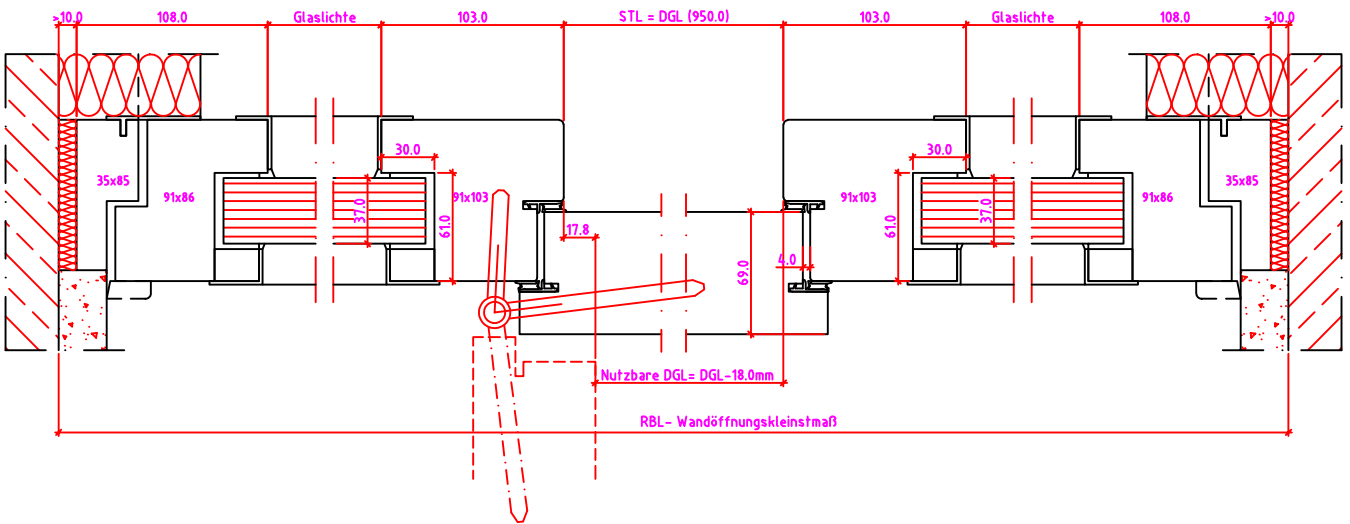 >10.0 108.0 Glaslichte 103.0 STL = DGL (950.0) 103.0 Glaslichte 108.0 >10.0
30.0 30.0
35x85 35x85
91x86 91x103 91x103 91x86
37.0 61.0 61.0 37.0
17.8
4.0
69.0
Nutzbare DGL= DGL-18.0mm
RBL- Wandöffnungskleinstmaß